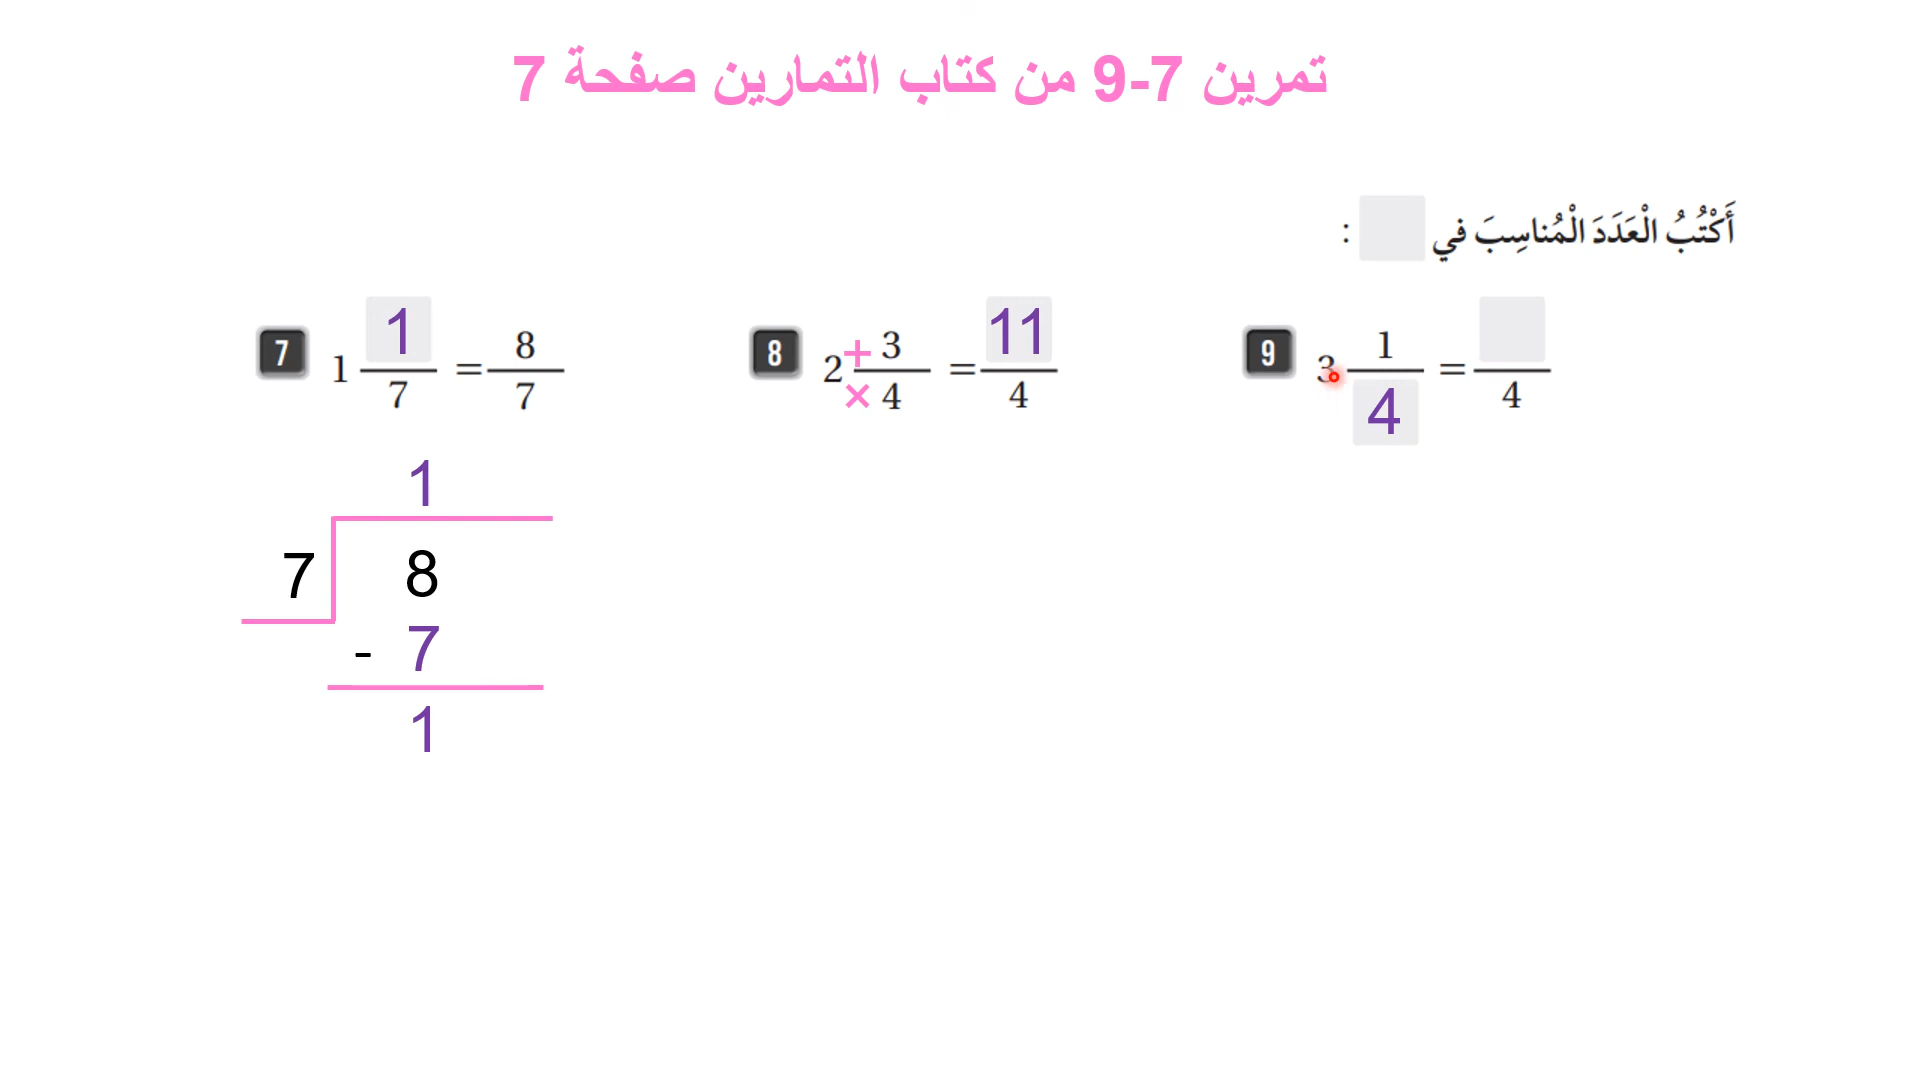 تمرين 7-9 من كتاب التمارين صفحة 7
أَكْتُبُ الْعَدَدَ الْمُناسِبَ في :
7 1 1/7 = 8/7
8 2 + × 3/4 = 11/4
9 3 1/4 = /4
1
7 8
- 7
1